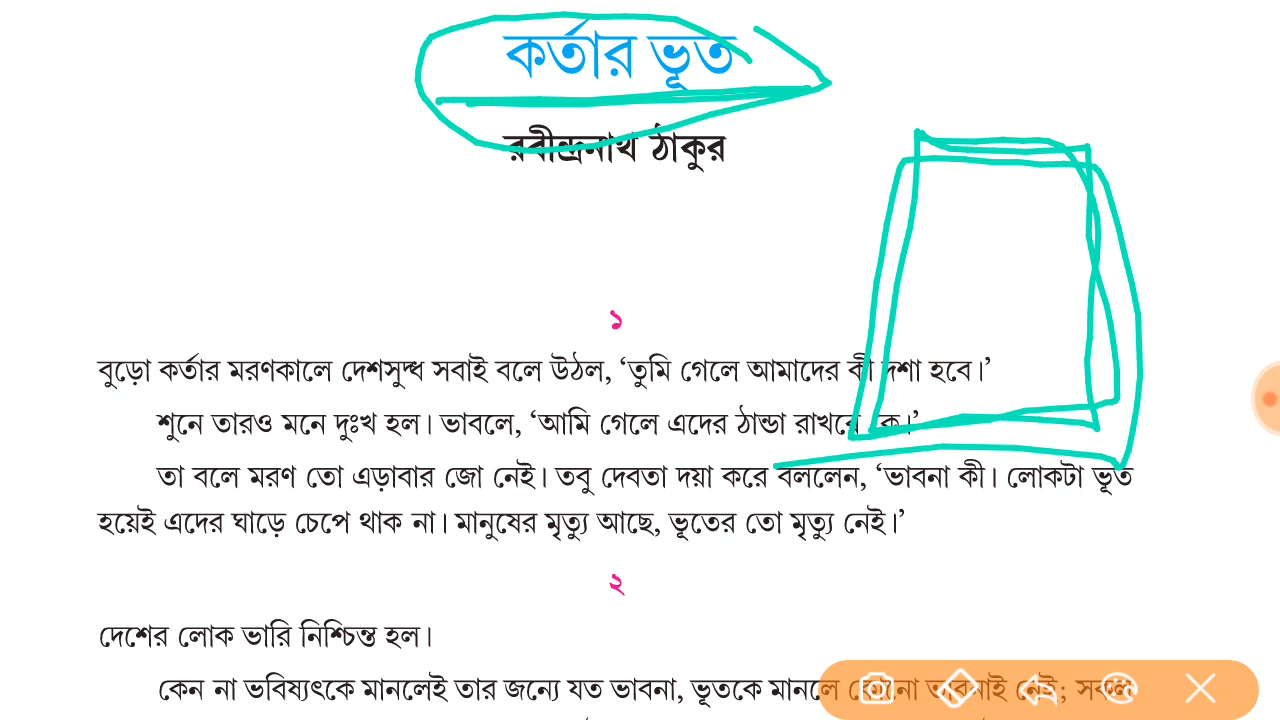 কর্তার ভূত
রবীন্দ্রনাথ ঠাকুর
১
বুড়ো কর্তার মরণকালে দেশসুদ্ধ সবাই বলে উঠল, ‘তুমি গেলে আমাদের কী দশা হবে।’
শুনে তারও মনে দুঃখ হল। ভাবলে, ‘আমি গেলে এদের ঠান্ডা রাখবে কে।’
তা বলে মরণ তো এড়াবার জো নেই। তবু দেবতা দয়া করে বললেন, ‘ভাবনা কী। লোকটা ভূত
হয়েই এদের ঘাড়ে চেপে থাক না। মানুষের মৃত্যু আছে, ভূতের তো মৃত্যু নেই।’
২
দেশের লোক ভারি নিশ্চিন্ত হল।
কেন না ভবিষ্যৎকে মানলেই তার জন্যে যত ভাবনা, ভূতকে মানলে কোনো ভাবনাই নেই; সকল